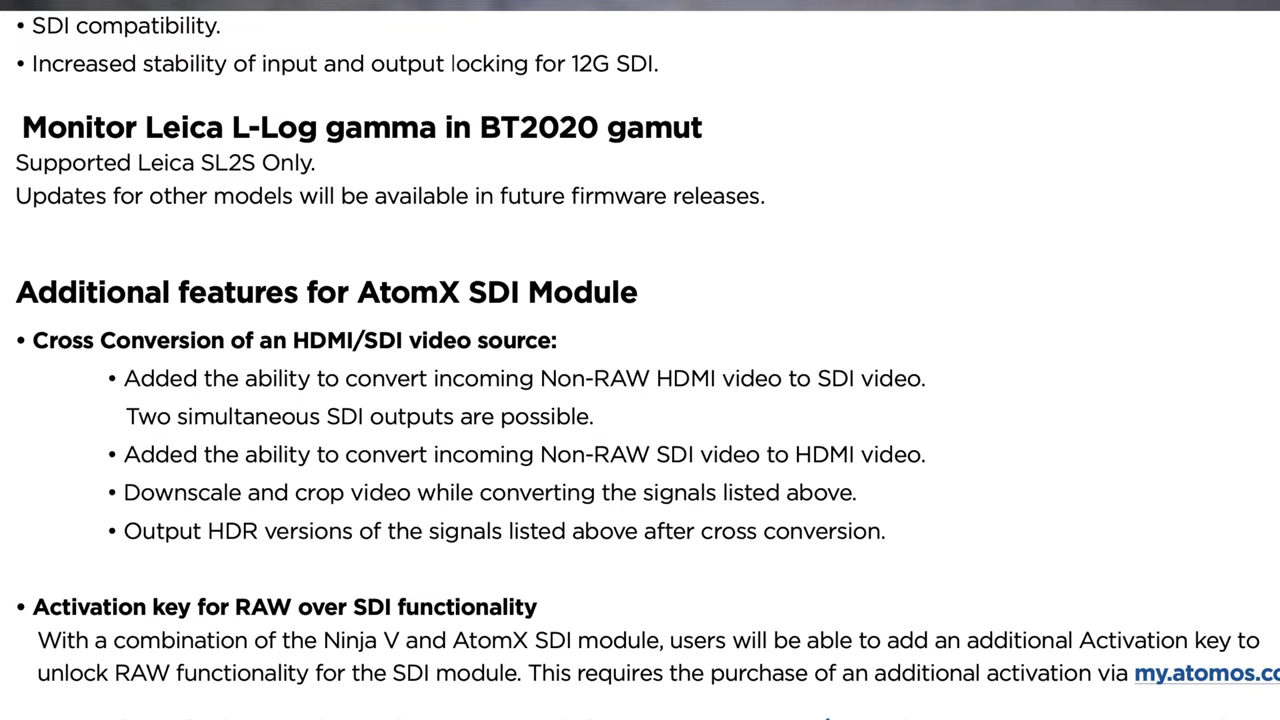 • SDI compatibility.
• Increased stability of input and output locking for 12G SDI.
Monitor Leica L-Log gamma in BT2020 gamut
Supported Leica SL2S Only.
Updates for other models will be available in future firmware releases.
Additional features for AtomX SDI Module
• Cross Conversion of an HDMI/SDI video source:
• Added the ability to convert incoming Non-RAW HDMI video to SDI video.
Two simultaneous SDI outputs are possible.
• Added the ability to convert incoming Non-RAW SDI video to HDMI video.
• Downscale and crop video while converting the signals listed above.
• Output HDR versions of the signals listed above after cross conversion.
• Activation key for RAW over SDI functionality
With a combination of the Ninja V and AtomX SDI module, users will be able to add an additional Activation key to
unlock RAW functionality for the SDI module. This requires the purchase of an additional activation via my.atomos.co